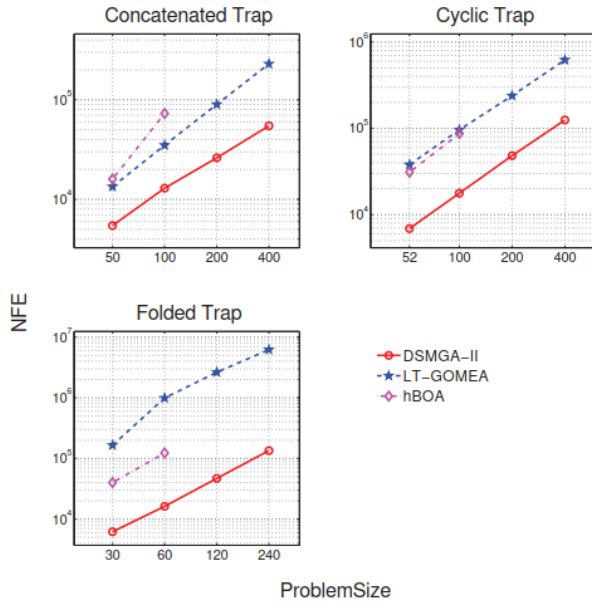 Concatenated Trap
10^5
10^4
50 100 200 400
Cyclic Trap
10^6
10^5
10^4
52 100 200 400
NFE
Folded Trap
10^7
10^6
10^5
10^4
30 60 120 240
DSMGA-II
LT-GOMEA
hBOA
ProblemSize